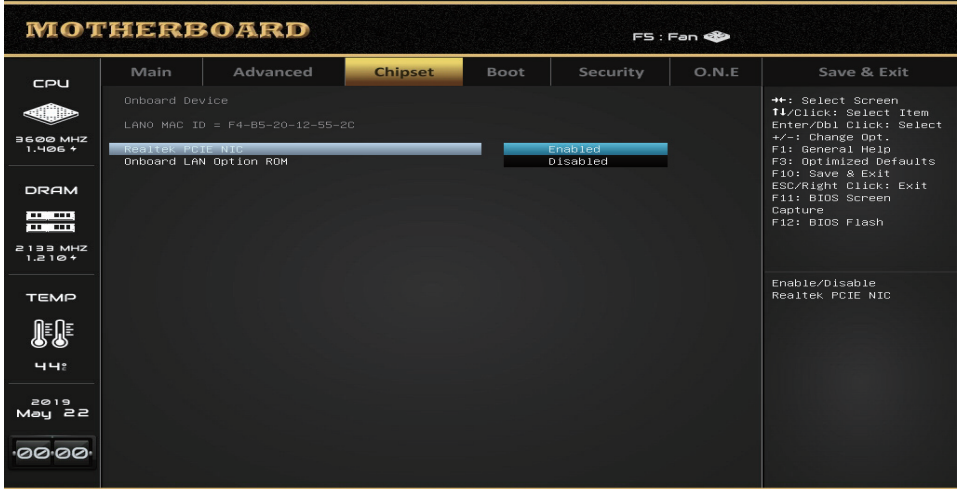 MOTHERBOARD
F5 : Fan
Main Advanced Chipset Boot Security O.N.E Save & Exit
CPU
3600 MHZ
1.406 V
DRAM
2133 MHZ
1.210 V
TEMP
44°C
2019
May 22
00:00
Onboard Device
LAN0 MAC ID = F4-B5-20-12-55-2C
Realtek PCIE NIC Enabled
Onboard LAN Option ROM Disabled
→←: Select Screen
↑↓/Click: Select Item
Enter/Dbl Click: Select
+/-: Change Opt.
F1: General Help
F3: Optimized Defaults
F10: Save & Exit
ESC/Right Click: Exit
F11: BIOS Screen
Capture
F12: BIOS Flash
Enable/Disable
Realtek PCIE NIC